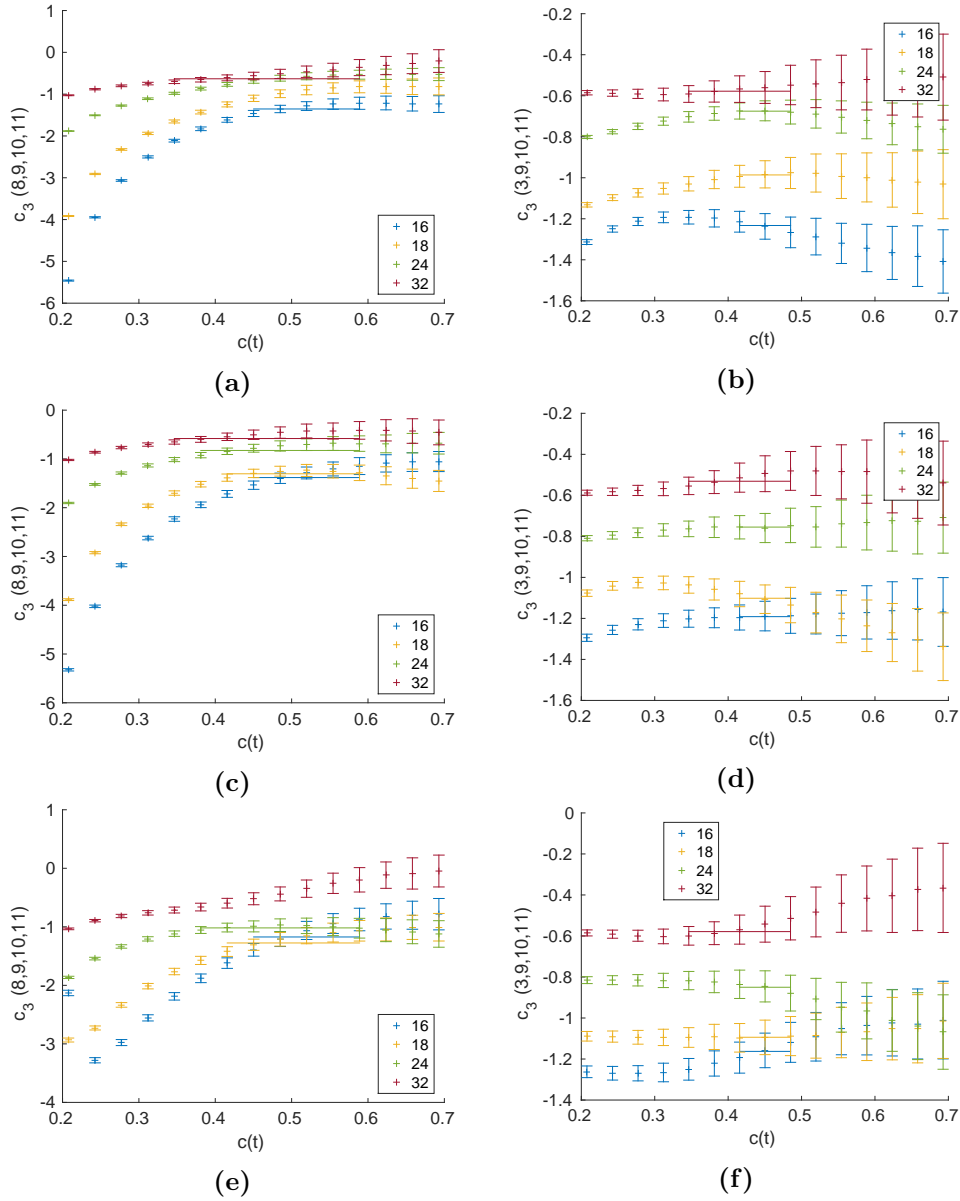 1
0
-1
-2
-3
-4
-5
-6
c3 (8,9,10,11)
16
18
24
32
0.2 0.3 0.4 0.5 0.6 0.7
c(t)
(a)
-0.2
-0.4
-0.6
-0.8
-1
-1.2
-1.4
-1.6
c3 (3,9,10,11)
16
18
24
32
0.2 0.3 0.4 0.5 0.6 0.7
c(t)
(b)
0
-1
-2
-3
-4
-5
-6
c3 (8,9,10,11)
16
18
24
32
0.2 0.3 0.4 0.5 0.6 0.7
c(t)
(c)
-0.2
-0.4
-0.6
-0.8
-1
-1.2
-1.4
-1.6
c3 (3,9,10,11)
16
18
24
32
0.2 0.3 0.4 0.5 0.6 0.7
c(t)
(d)
1
0
-1
-2
-3
-4
c3 (8,9,10,11)
16
18
24
32
0.2 0.3 0.4 0.5 0.6 0.7
c(t)
(e)
0
-0.2
-0.4
-0.6
-0.8
-1
-1.2
-1.4
c3 (3,9,10,11)
16
18
24
32
0.2 0.3 0.4 0.5 0.6 0.7
c(t)
(f)